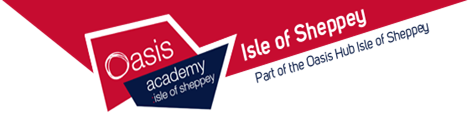 Oasis
academy
isle of sheppey
Isle of Sheppey
Part of the Oasis Hub Isle of Sheppey